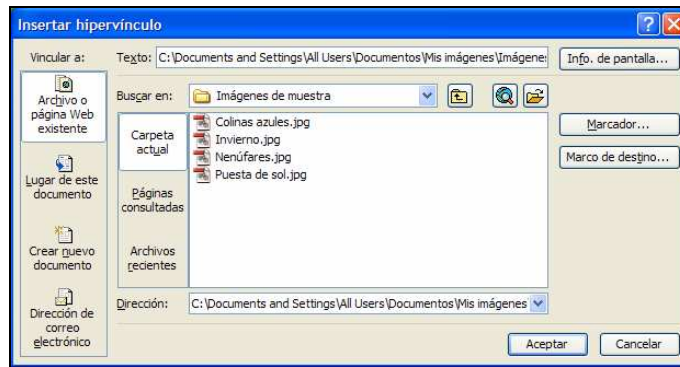 Insertar hipervínculo
Vincular a:
Texto: C:\Documents and Settings\All Users\Documentos\Mis imágenes\Imágene
Info. de pantalla...
Archivo o
página Web
existente
Buscar en:
Imágenes de muestra
Carpeta
actual
Colinas azules.jpg
Invierno.jpg
Nenúfares.jpg
Puesta de sol.jpg
Marcador...
Marco de destino...
Lugar de este
documento
Páginas
consultadas
Crear nuevo
documento
Archivos
recientes
Dirección de
correo
electrónico
Dirección: C:\Documents and Settings\All Users\Documentos\Mis imágenes
Aceptar
Cancelar